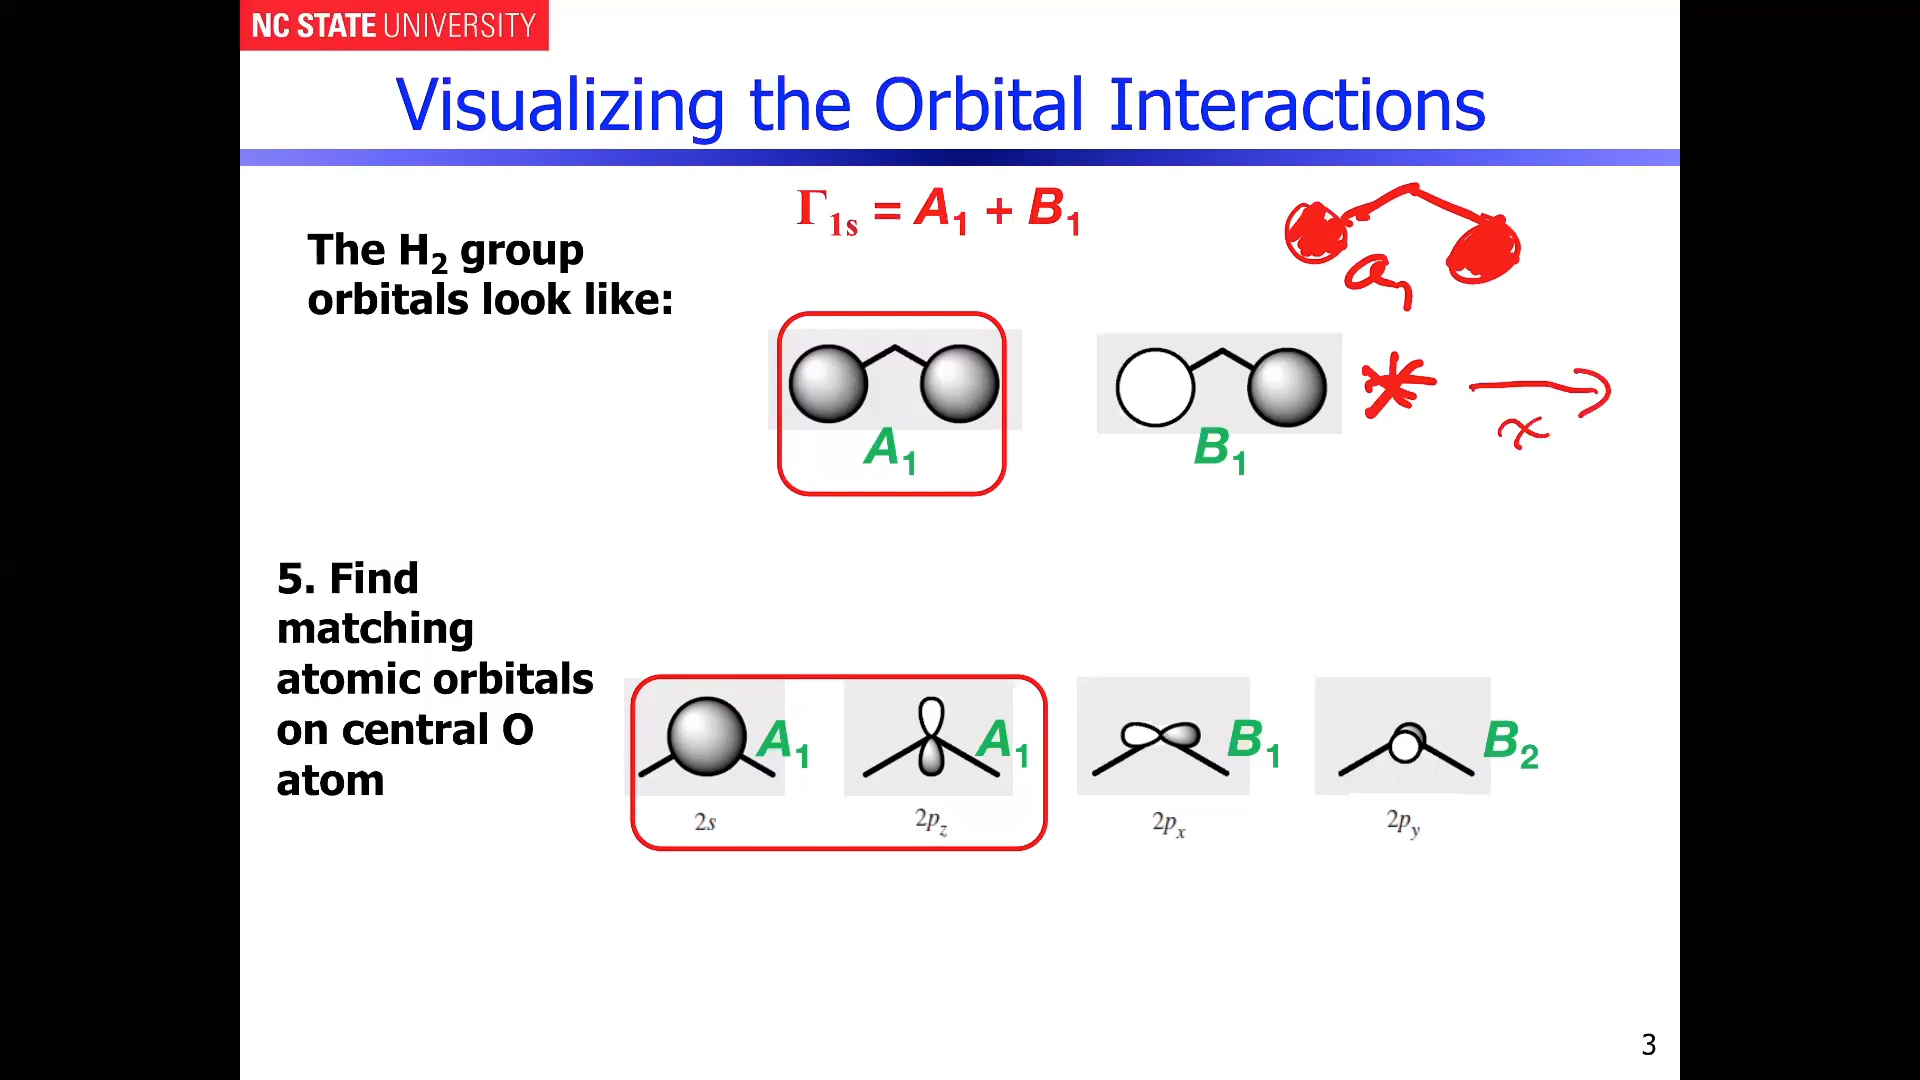 NC STATE UNIVERSITY
Visualizing the Orbital Interactions
Γ1s = A1 + B1
The H2 group
orbitals look like:
a1
A1
B1
x
5. Find
matching
atomic orbitals
on central O
atom
A1
A1
B1
B2
2s
2pz
2px
2py
3